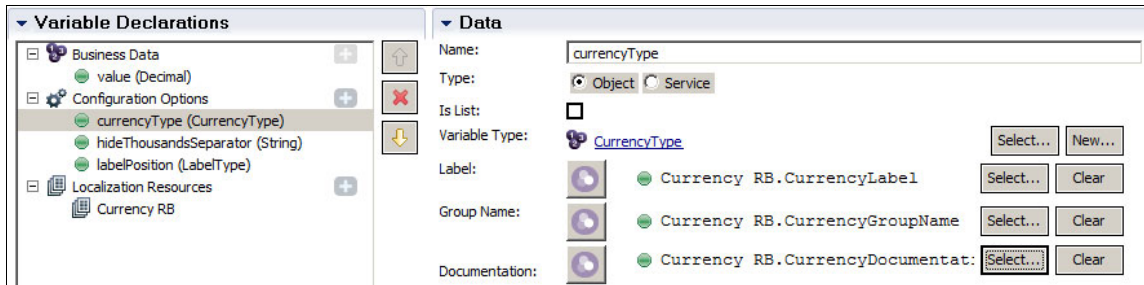 Variable Declarations
Business Data
value (Decimal)
Configuration Options
currencyType (CurrencyType)
hideThousandsSeparator (String)
labelPosition (LabelType)
Localization Resources
Currency RB
Data
Name: currencyType
Type: Object Service
Is List:
Variable Type: CurrencyType Select... New...
Label: Currency RB.CurrencyLabel Select... Clear
Group Name: Currency RB.CurrencyGroupName Select... Clear
Documentation: Currency RB.CurrencyDocumentat: Select... Clear